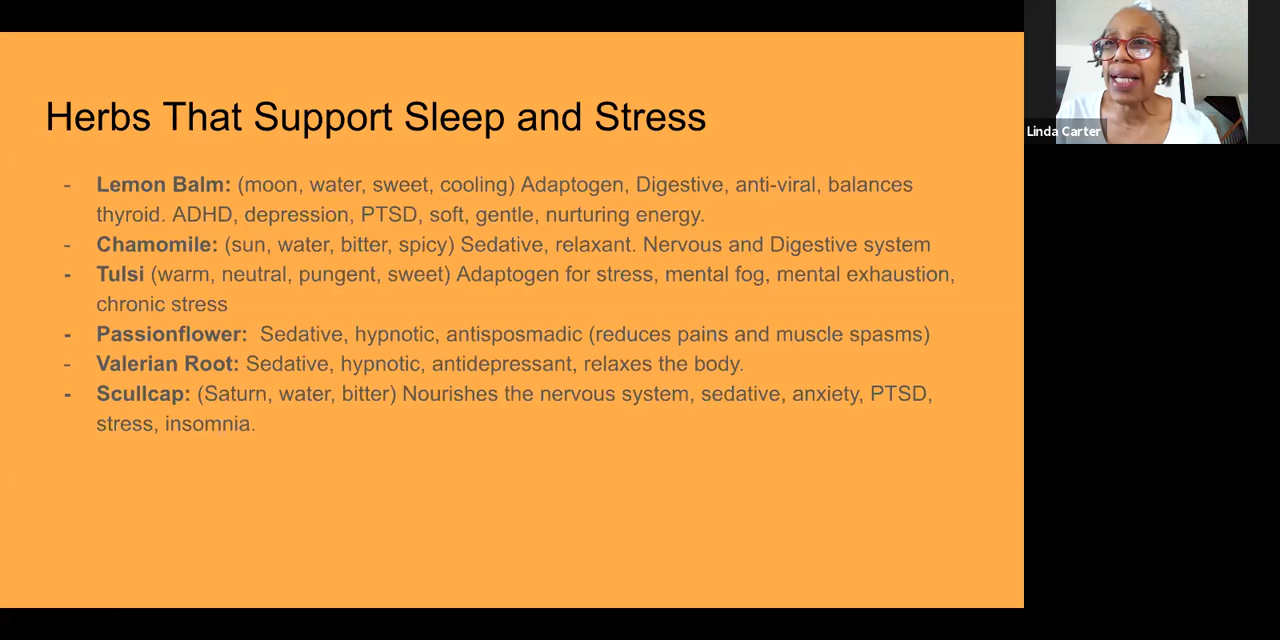 Herbs That Support Sleep and Stress
- Lemon Balm: (moon, water, sweet, cooling) Adaptogen, Digestive, anti-viral, balances
thyroid. ADHD, depression, PTSD, soft, gentle, nurturing energy.
- Chamomile: (sun, water, bitter, spicy) Sedative, relaxant. Nervous and Digestive system
- Tulsi (warm, neutral, pungent, sweet) Adaptogen for stress, mental fog, mental exhaustion,
chronic stress
- Passionflower:  Sedative, hypnotic, antisposmadic (reduces pains and muscle spasms)
- Valerian Root: Sedative, hypnotic, antidepressant, relaxes the body.
- Scullcap: (Saturn, water, bitter) Nourishes the nervous system, sedative, anxiety, PTSD,
stress, insomnia.
Linda Carter